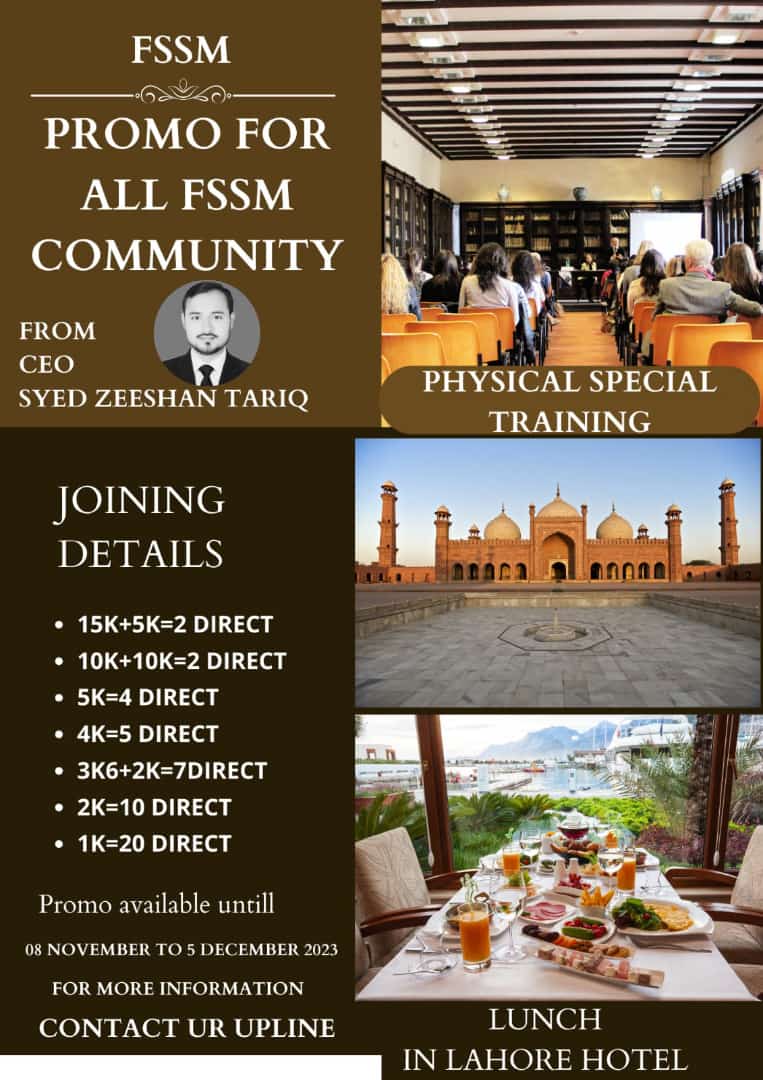 FSSM
PROMO FOR
ALL FSSM
COMMUNITY
FROM
CEO
SYED ZEESHAN TARIQ
PHYSICAL SPECIAL
TRAINING
JOINING
DETAILS
• 15K+5K=2 DIRECT
• 10K+10K=2 DIRECT
• 5K=4 DIRECT
• 4K=5 DIRECT
• 3K6+2K=7DIRECT
• 2K=10 DIRECT
• 1K=20 DIRECT
Promo available untill
08 NOVEMBER TO 5 DECEMBER 2023
FOR MORE INFORMATION
CONTACT UR UPLINE
LUNCH
IN LAHORE HOTEL